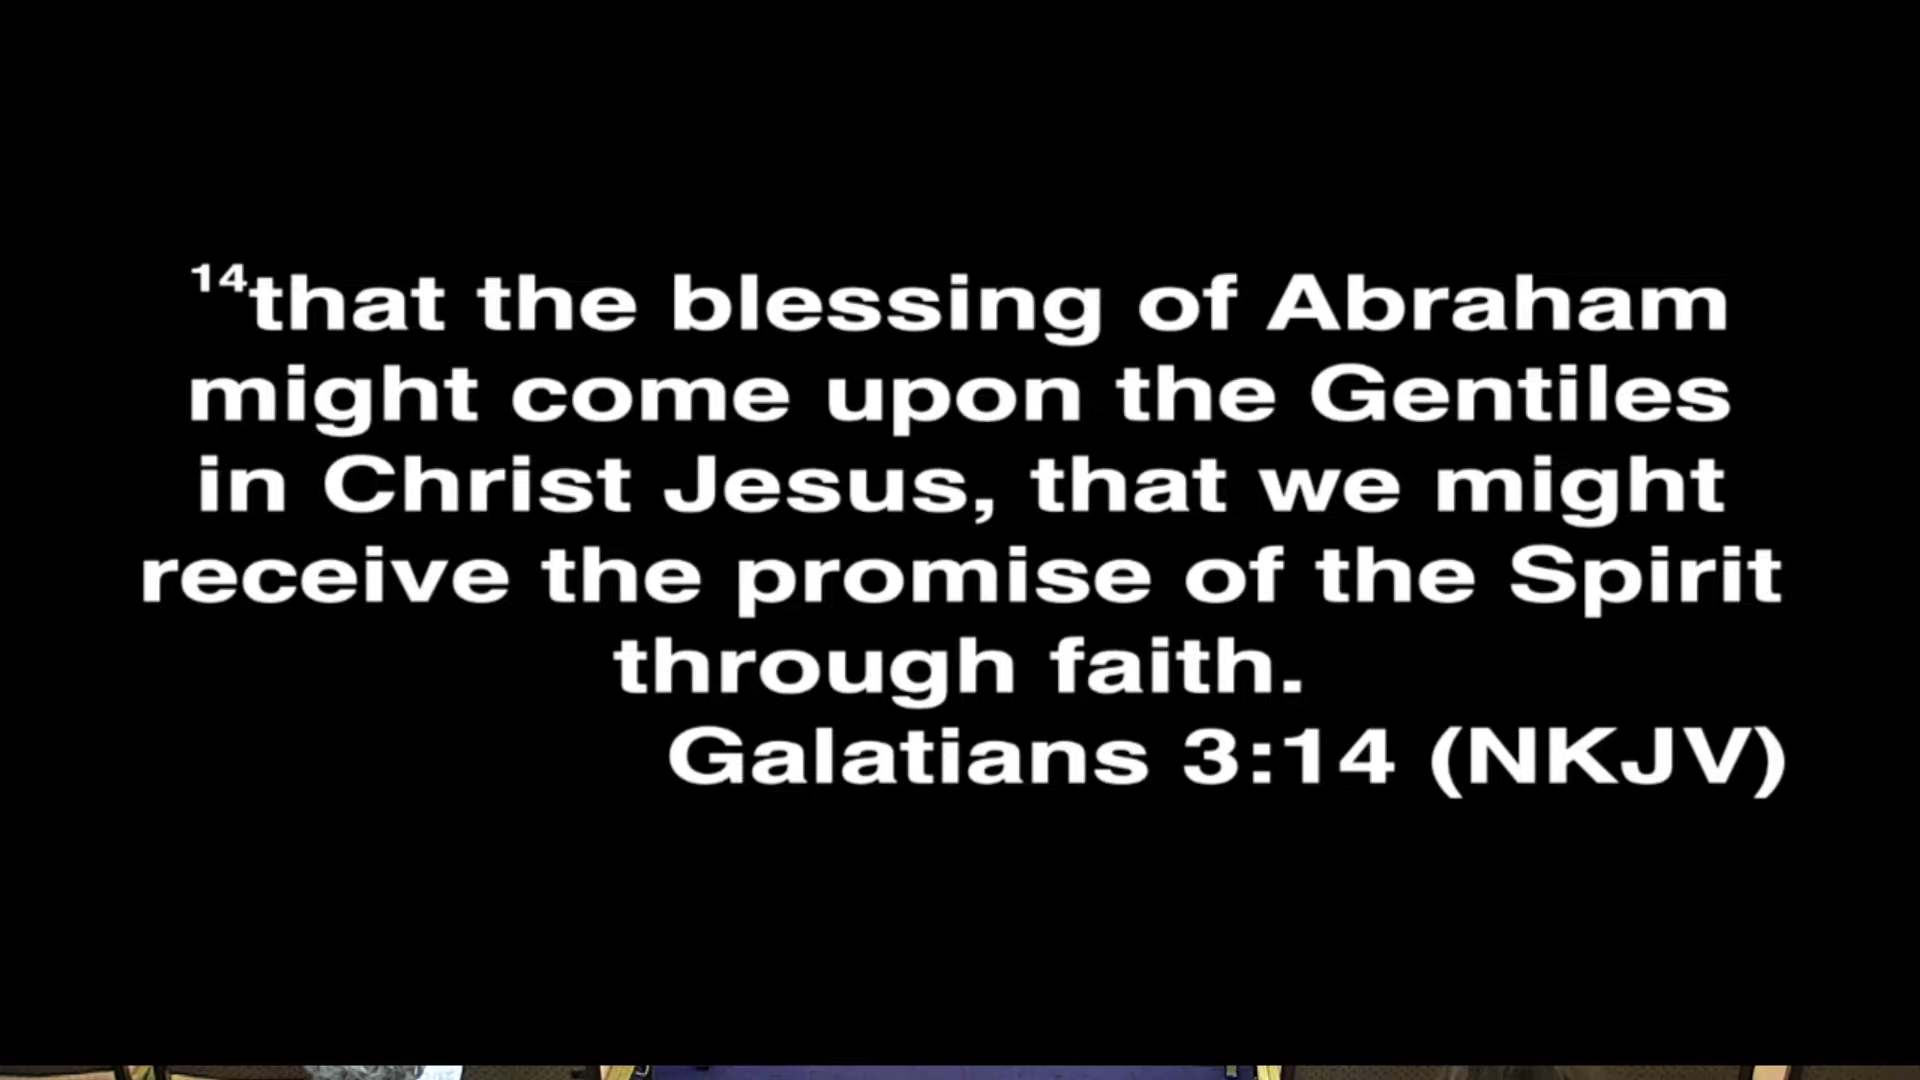 14that the blessing of Abraham
might come upon the Gentiles
in Christ Jesus, that we might
receive the promise of the Spirit
through faith.
Galatians 3:14 (NKJV)